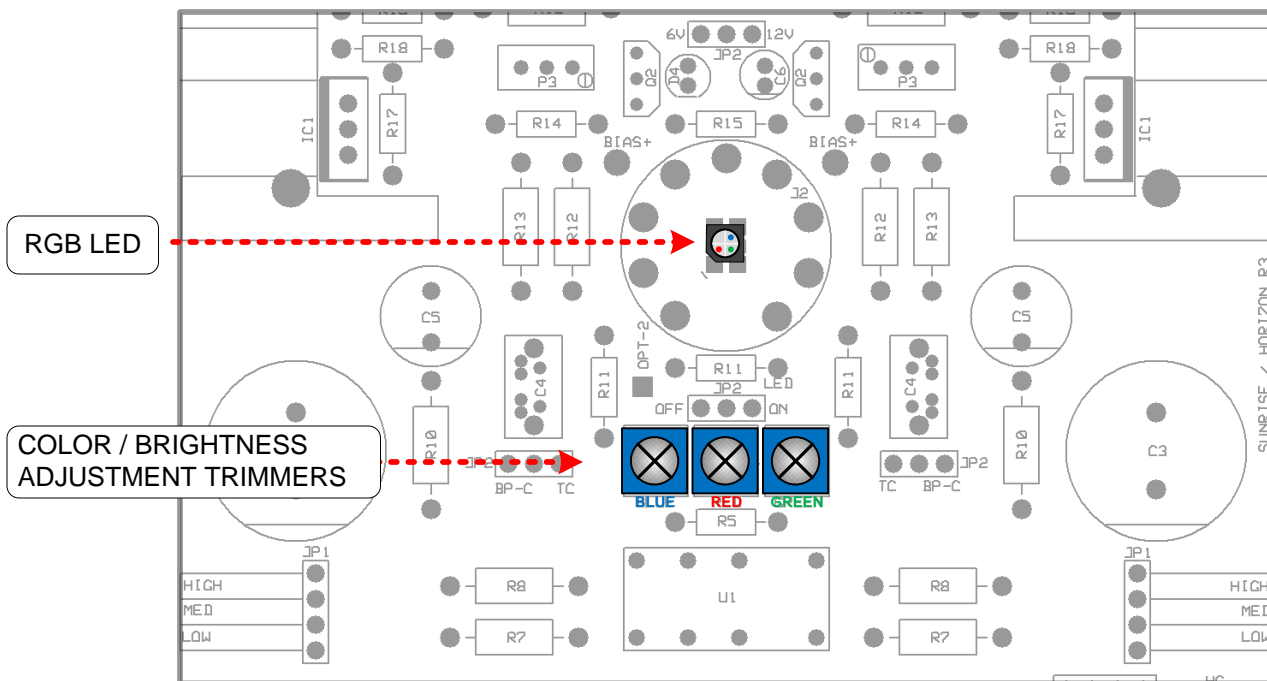 6V
12V
JP2
R18
R18
P3
Q2
D4
C6
Q2
P3
IC1
R17
R14
R15
R14
R17
IC1
BIAS+
BIAS+
J2
R13
R12
R12
R13
RGB LED
C5
C5
SUNRISE / HORIZON R3
OPT-2
R11
C4
R11
LED
R11
C4
JP2
OFF
ON
COLOR / BRIGHTNESS
ADJUSTMENT TRIMMERS
R10
R10
C3
JP2
BP-C
TC
JP2
TC
BP-C
BLUE
RED
GREEN
R5
JP1
JP1
HIGH
MED
LOW
R8
R7
U1
R8
R7
HIGH
MED
LOW